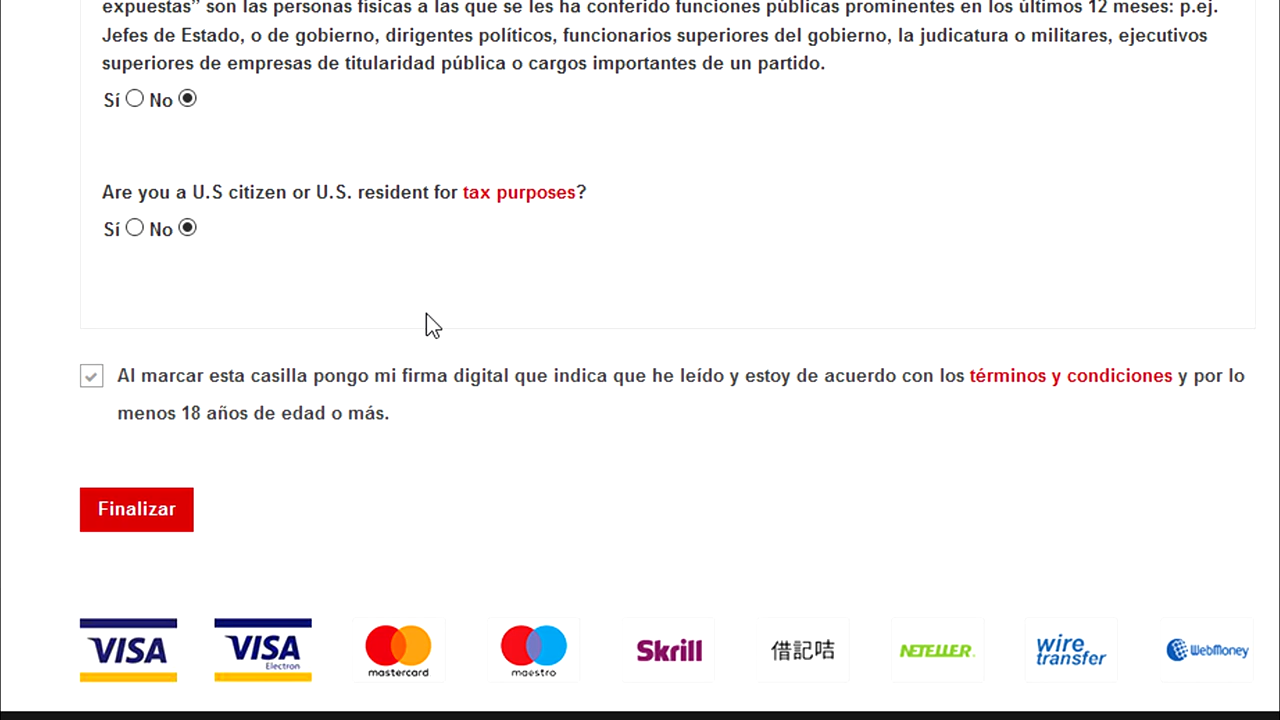 expuestas” son las personas físicas a las que se les ha conferido funciones públicas prominentes en los últimos 12 meses: p.ej.
Jefes de Estado, o de gobierno, dirigentes políticos, funcionarios superiores del gobierno, la judicatura o militares, ejecutivos
superiores de empresas de titularidad pública o cargos importantes de un partido.
Sí No
Are you a U.S citizen or U.S. resident for tax purposes?
Sí No
Al marcar esta casilla pongo mi firma digital que indica que he leído y estoy de acuerdo con los términos y condiciones y por lo
menos 18 años de edad o más.
Finalizar
VISA VISA Electron mastercard maestro Skrill 借記咭 NETELLER. wire transfer WebMoney